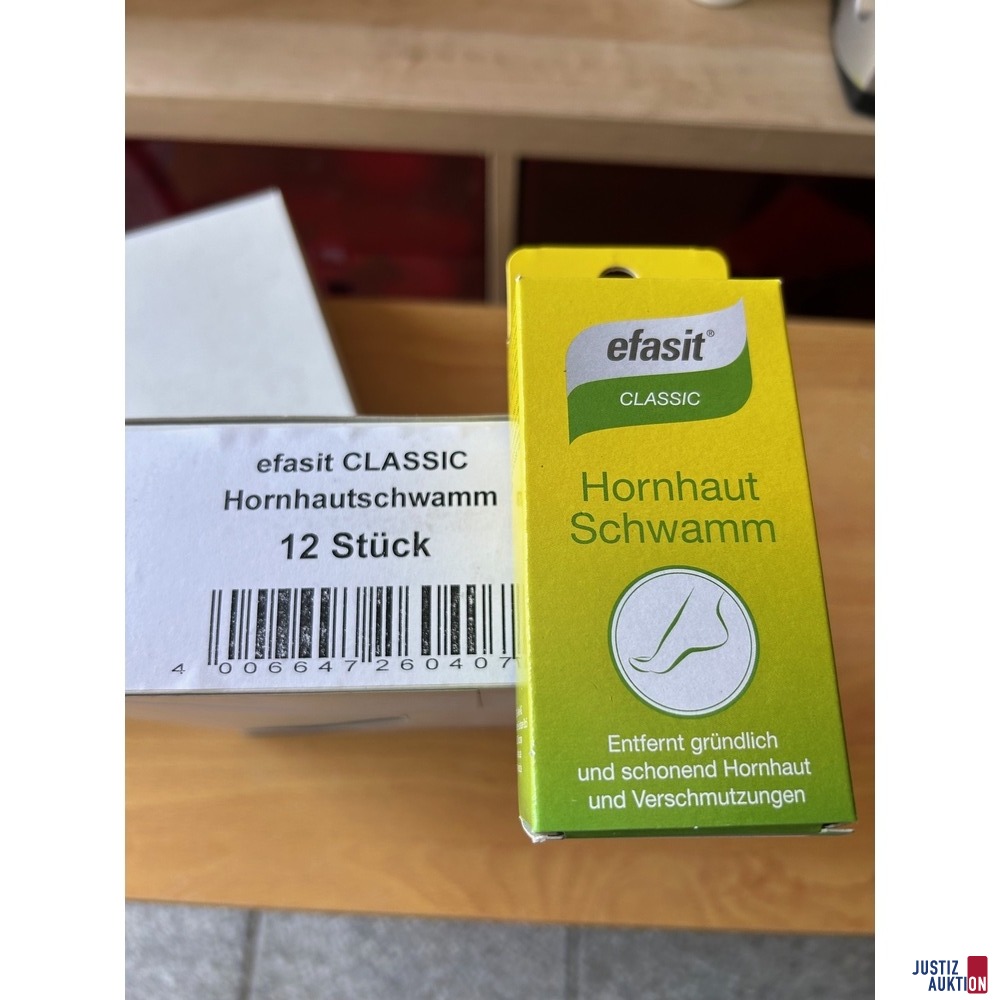 efasit CLASSIC
Hornhautschwamm
12 Stück
4 006647 260407
efasit®
CLASSIC
Hornhaut
Schwamm
Entfernt gründlich
und schonend Hornhaut
und Verschmutzungen
JUSTIZ
AUKTION